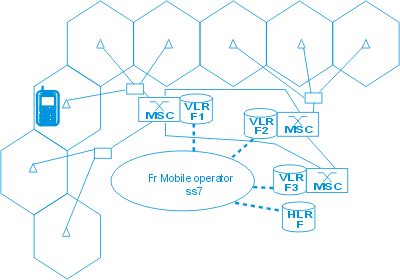 MSC
VLR
F1
VLR
F2
MSC
VLR
F3
MSC
Fr Mobile operator
ss7
HLR
F